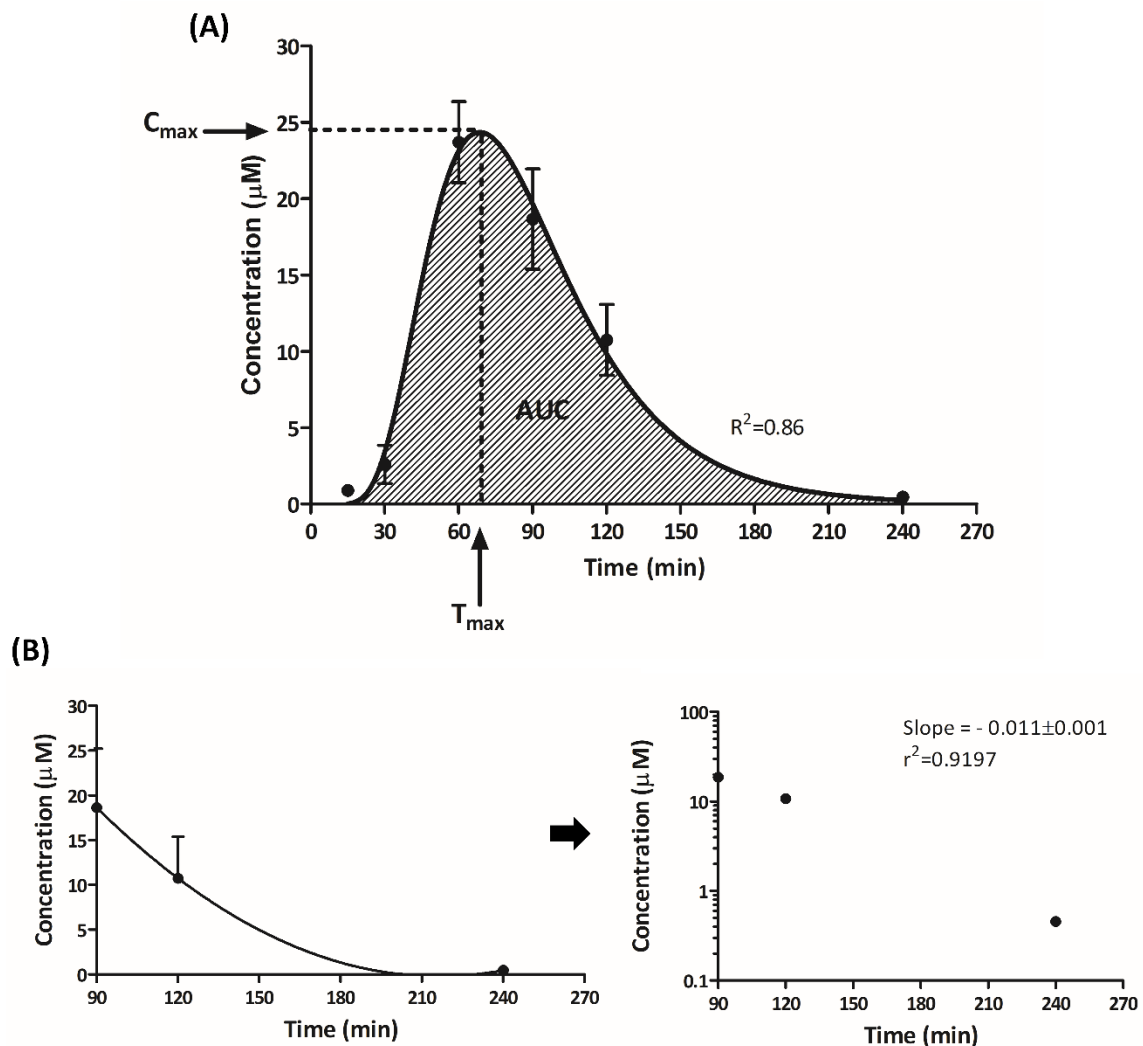 (A)
30
25
20
15
10
5
0
Concentration (μM)
C_max
AUC
R²=0.86
0 30 60 90 120 150 180 210 240 270
Time (min)
T_max
(B)
30
25
20
15
10
5
0
Concentration (μM)
90 120 150 180 210 240 270
Time (min)
100
10
1
0.1
Concentration (μM)
Slope = - 0.011±0.001
r²=0.9197
90 120 150 180 210 240 270
Time (min)